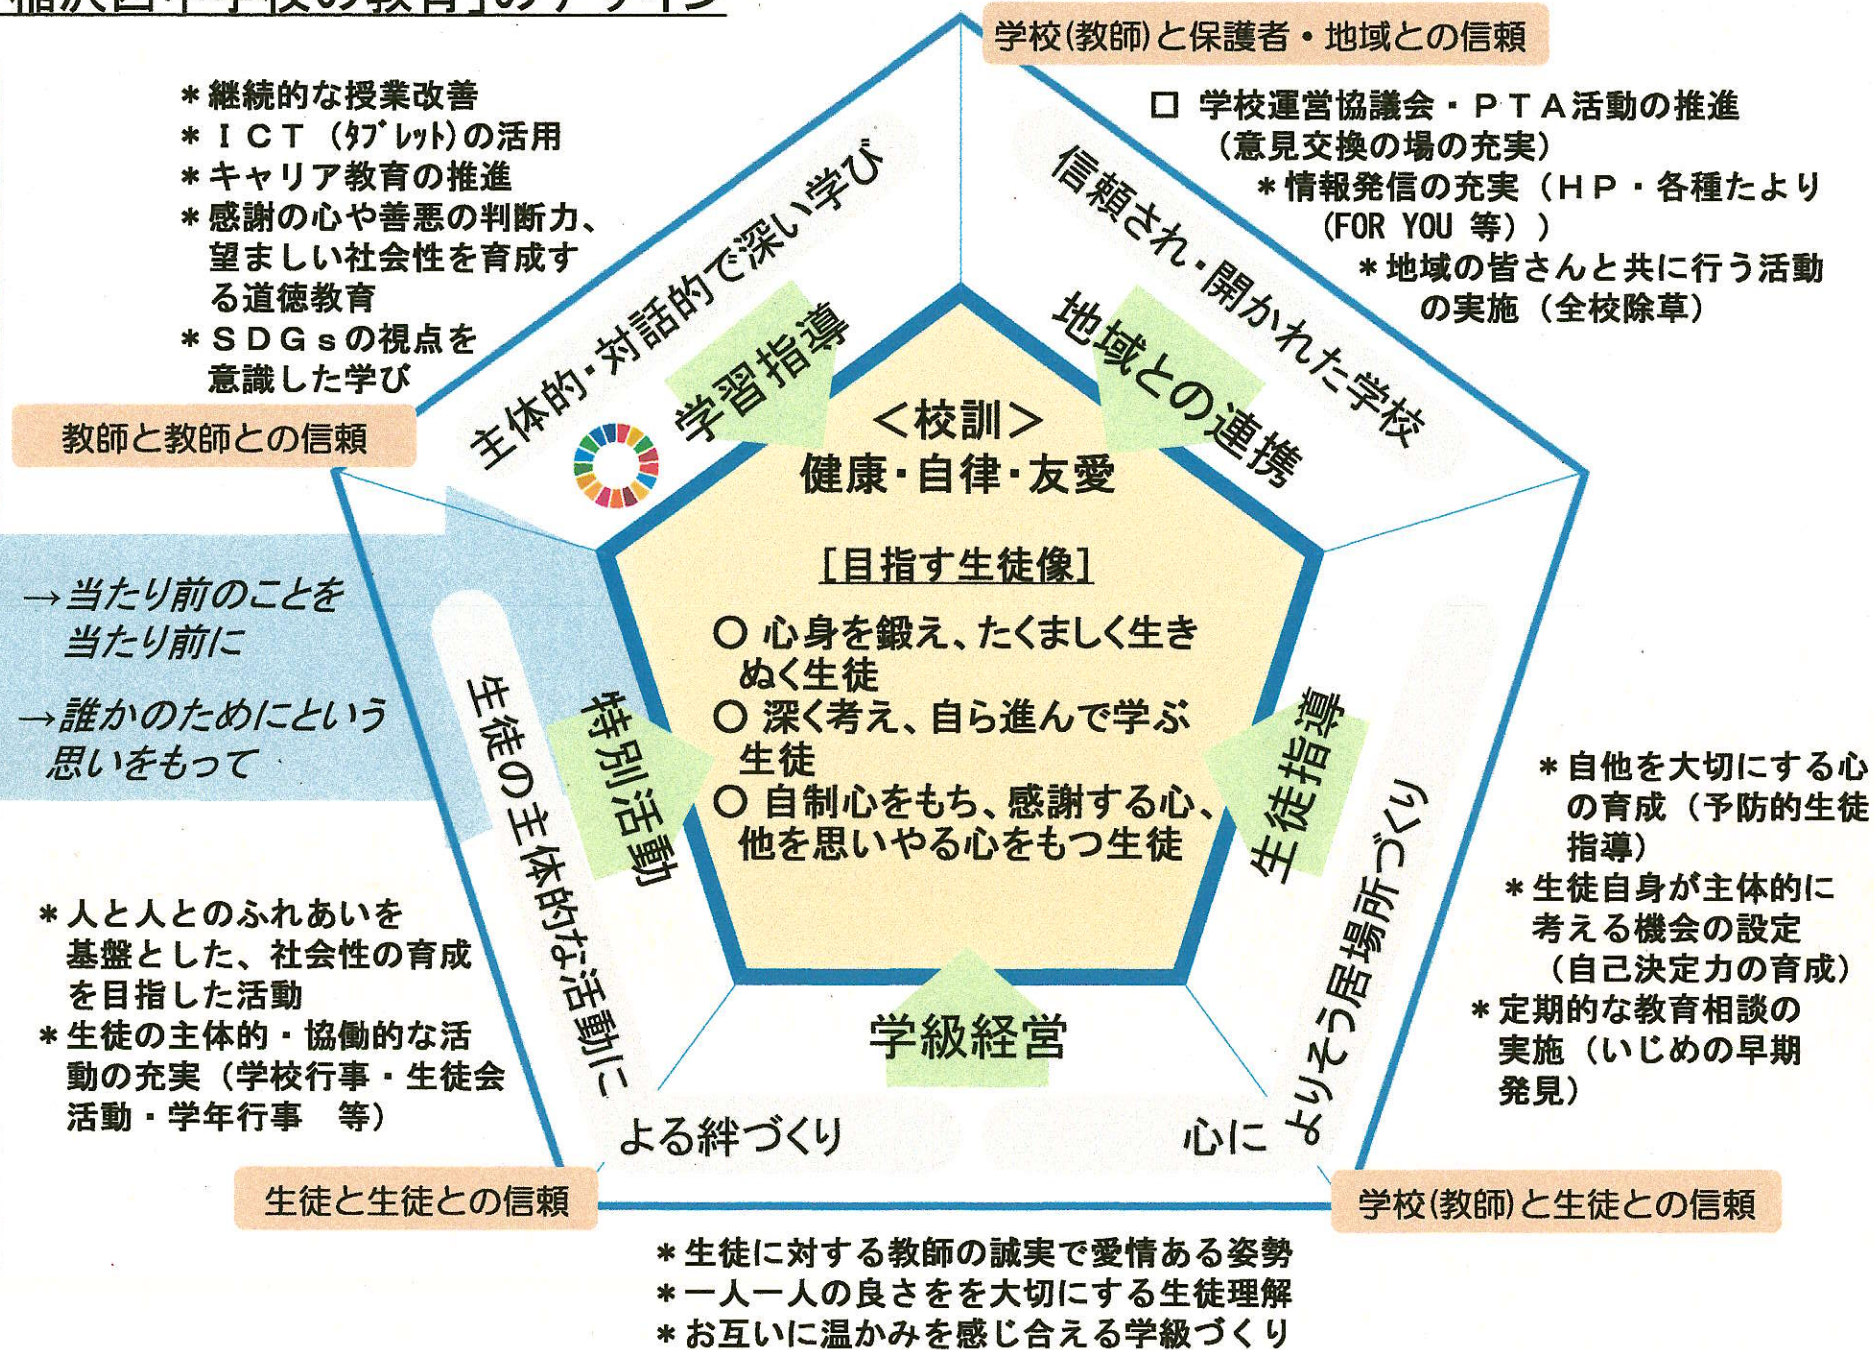 稲沢西中学校の教育」のデザイン
学校(教師)と保護者・地域との信頼
＊継続的な授業改善
＊ＩＣＴ（ﾀﾌﾞﾚｯﾄ)の活用
＊キャリア教育の推進
＊感謝の心や善悪の判断力、
望ましい社会性を育成す
る道徳教育
＊ＳＤＧｓの視点を
意識した学び
□ 学校運営協議会・ＰＴＡ活動の推進
（意見交換の場の充実）
＊情報発信の充実（ＨＰ・各種たより
(FOR YOU 等））
＊地域の皆さんと共に行う活動
の実施（全校除草）
主体的・対話的で深い学び
信頼され・開かれた学校
学習指導
地域との連携
教師と教師との信頼
＜校訓＞
健康・自律・友愛
［目指す生徒像］
○ 心身を鍛え、たくましく生き
ぬく生徒
○ 深く考え、自ら進んで学ぶ
生徒
○ 自制心をもち、感謝する心、
他を思いやる心をもつ生徒
→当たり前のことを
当たり前に
→誰かのためにという
思いをもって
特別活動
生徒指導
学級経営
生徒の主体的な活動に
よる絆づくり
心に
よりそう居場所づくり
＊人と人とのふれあいを
基盤とした、社会性の育成
を目指した活動
＊生徒の主体的・協働的な活
動の充実（学校行事・生徒会
活動・学年行事　等）
＊自他を大切にする心
の育成（予防的生徒
指導）
＊生徒自身が主体的に
考える機会の設定
（自己決定力の育成）
＊定期的な教育相談の
実施（いじめの早期
発見）
生徒と生徒との信頼
学校(教師)と生徒との信頼
＊生徒に対する教師の誠実で愛情ある姿勢
＊一人一人の良さをを大切にする生徒理解
＊お互いに温かみを感じ合える学級づくり